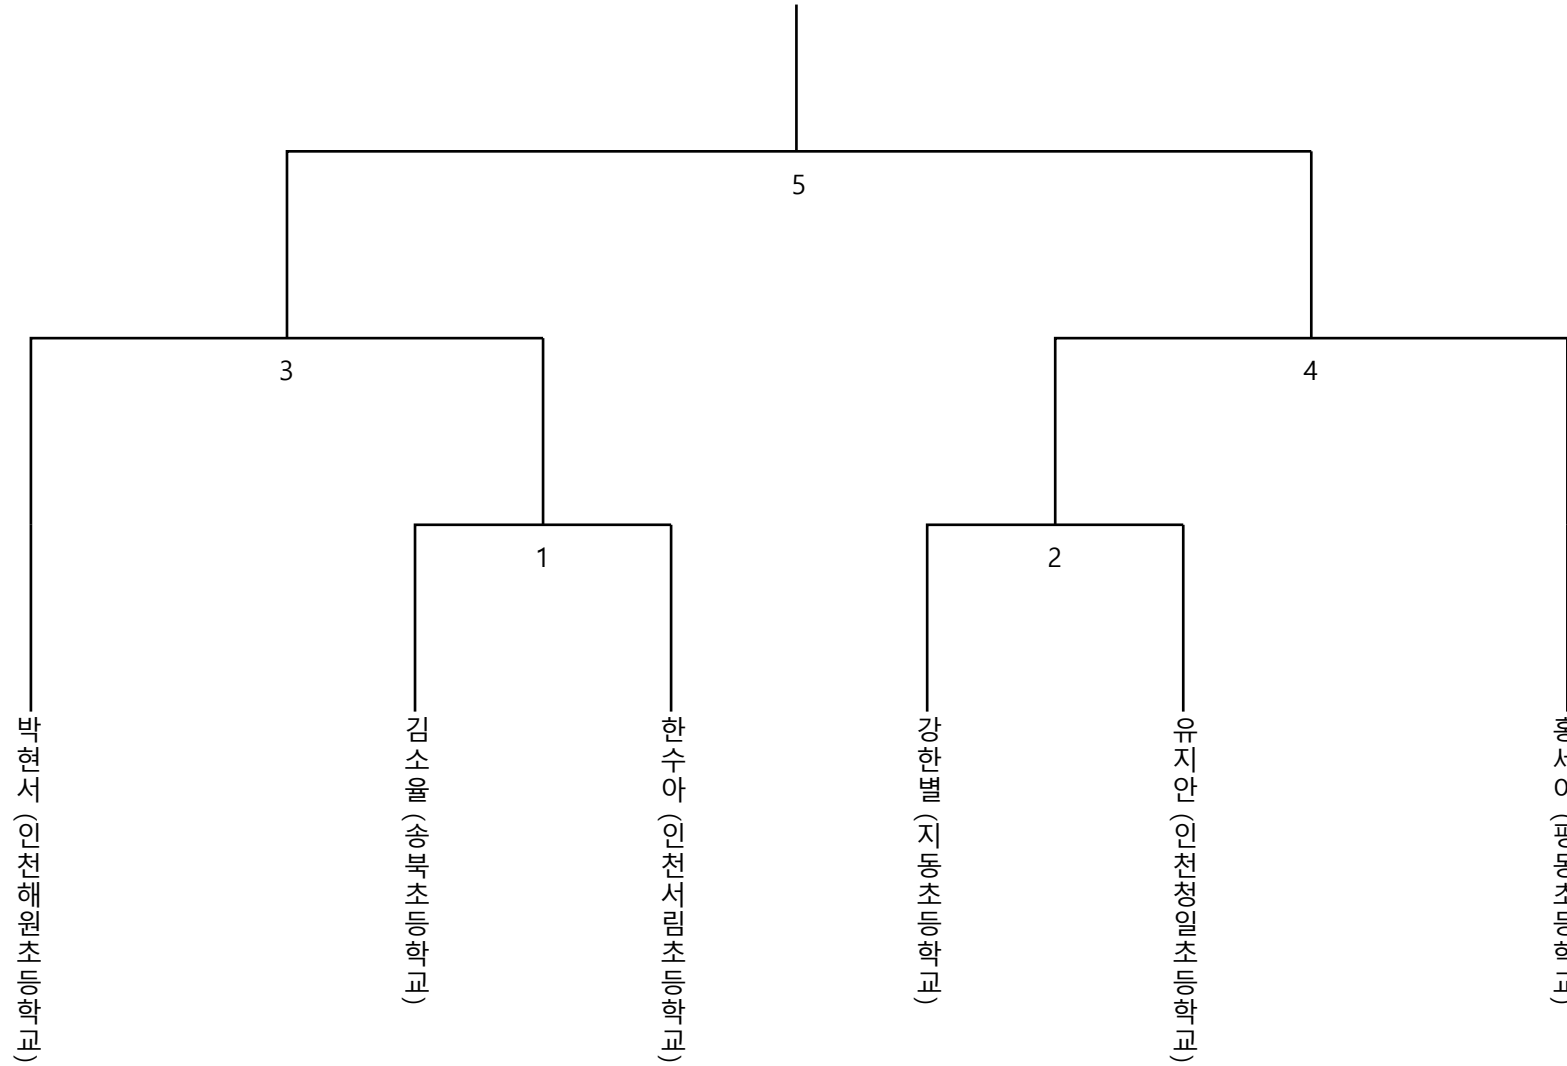 5
3
4
1
2
박현서 (인천해원초등학교)
김소율 (송북초등학교)
한수아 (인천서림초등학교)
강한별 (지동초등학교)
유지안 (인천청일초등학교)